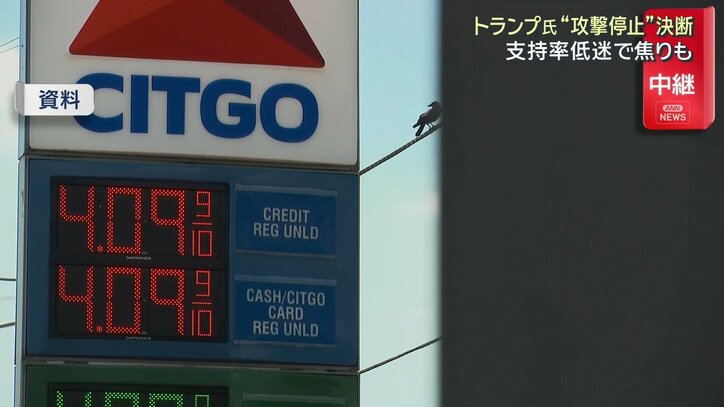 トランプ氏“攻撃停止”決断
支持率低迷で焦りも
中継
ANN
NEWS
資料
CITGO
4.09 9/10
CREDIT
REG UNLD
DAKTRONICS
4.09 9/10
CASH/CITGO
CARD
REG UNLD
DAKTRONICS